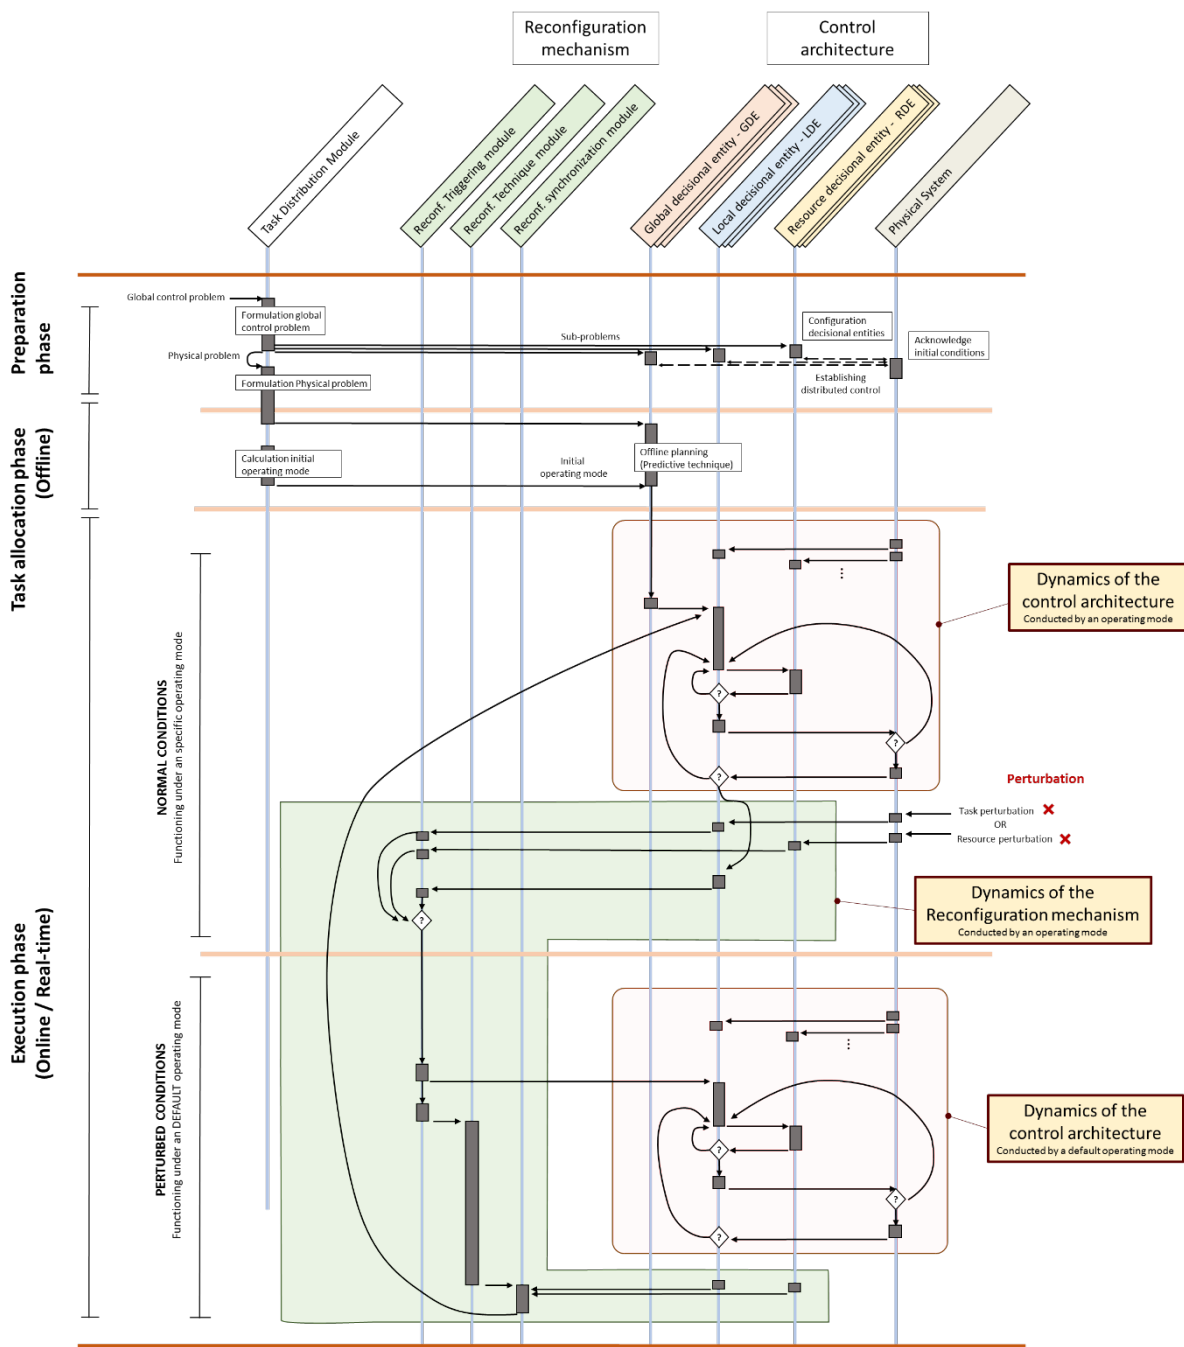 Reconfiguration
mechanism
Control
architecture
Task Distribution Module
Reconf. Triggering module
Reconf. Technique module
Reconf. synchronization module
Global decisional entity - GDE
Local decisional entity - LDE
Resource decisional entity - RDE
Physical System
Preparation
phase
Global control problem
Formulation global
control problem
Physical problem
Formulation Physical problem
Sub-problems
Configuration
decisional entities
Acknowledge
initial conditions
Establishing
distributed control
Task allocation phase
(Offline)
Calculation initial
operating mode
Initial
operating mode
Offline planning
(Predictive technique)
Execution phase
(Online / Real-time)
NORMAL CONDITIONS
Functioning under an specific operating mode
...
Dynamics of the
control architecture
Conducted by an operating mode
?
?
?
Perturbation
Task perturbation
OR
Resource perturbation
?
Dynamics of the
Reconfiguration mechanism
Conducted by an operating mode
PERTURBED CONDITIONS
Functioning under an DEFAULT operating mode
...
Dynamics of the
control architecture
Conducted by a default operating mode
?
?
?